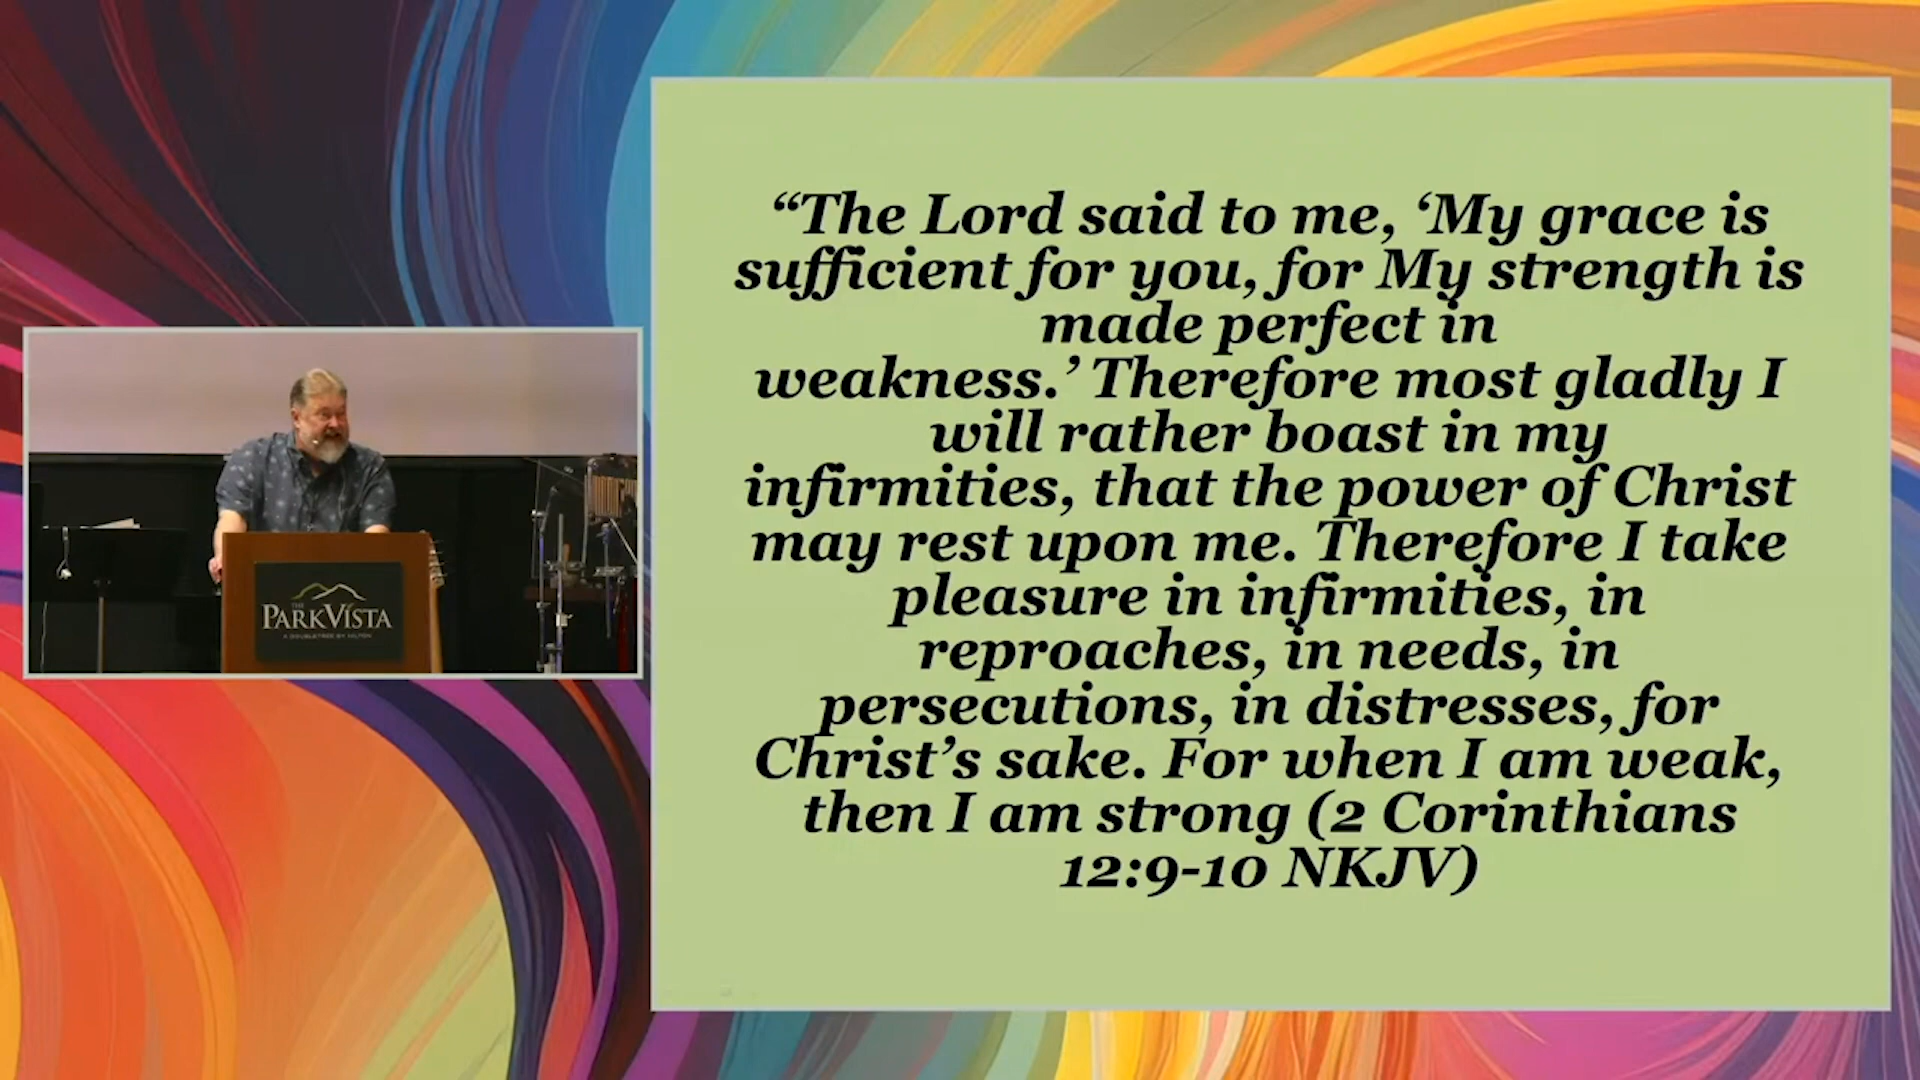 “The Lord said to me, ‘My grace is
sufficient for you, for My strength is
made perfect in
weakness.’ Therefore most gladly I
will rather boast in my
infirmities, that the power of Christ
may rest upon me. Therefore I take
pleasure in infirmities, in
reproaches, in needs, in
persecutions, in distresses, for
Christ’s sake. For when I am weak,
then I am strong (2 Corinthians
12:9-10 NKJV)
THE
PARKVISTA
A DOUBLETREE BY HILTON